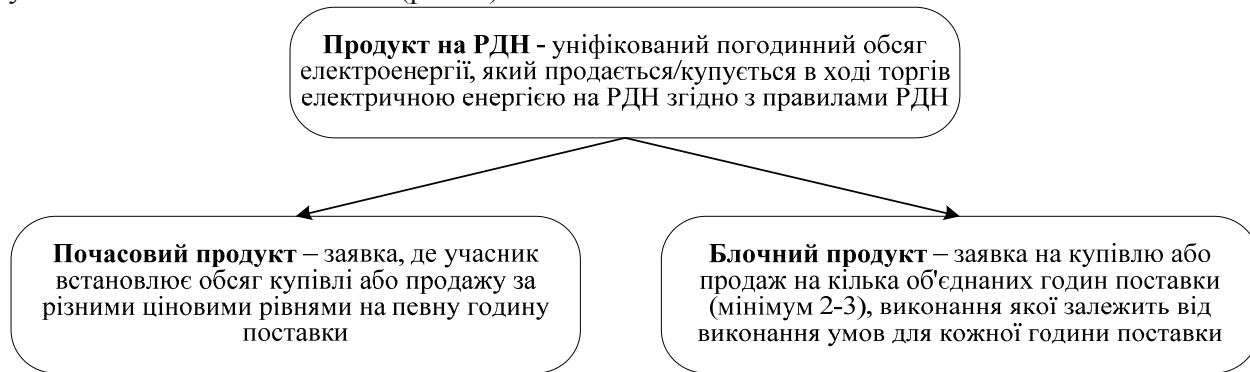 Продукт на РДН - уніфікований погодинний обсяг
електроенергії, який продається/купується в ході торгів
електричною енергією на РДН згідно з правилами РДН
Почасовий продукт – заявка, де учасник
встановлює обсяг купівлі або продажу за
різними ціновими рівнями на певну годину
поставки
Блочний продукт – заявка на купівлю або
продаж на кілька об'єднаних годин поставки
(мінімум 2-3), виконання якої залежить від
виконання умов для кожної години поставки